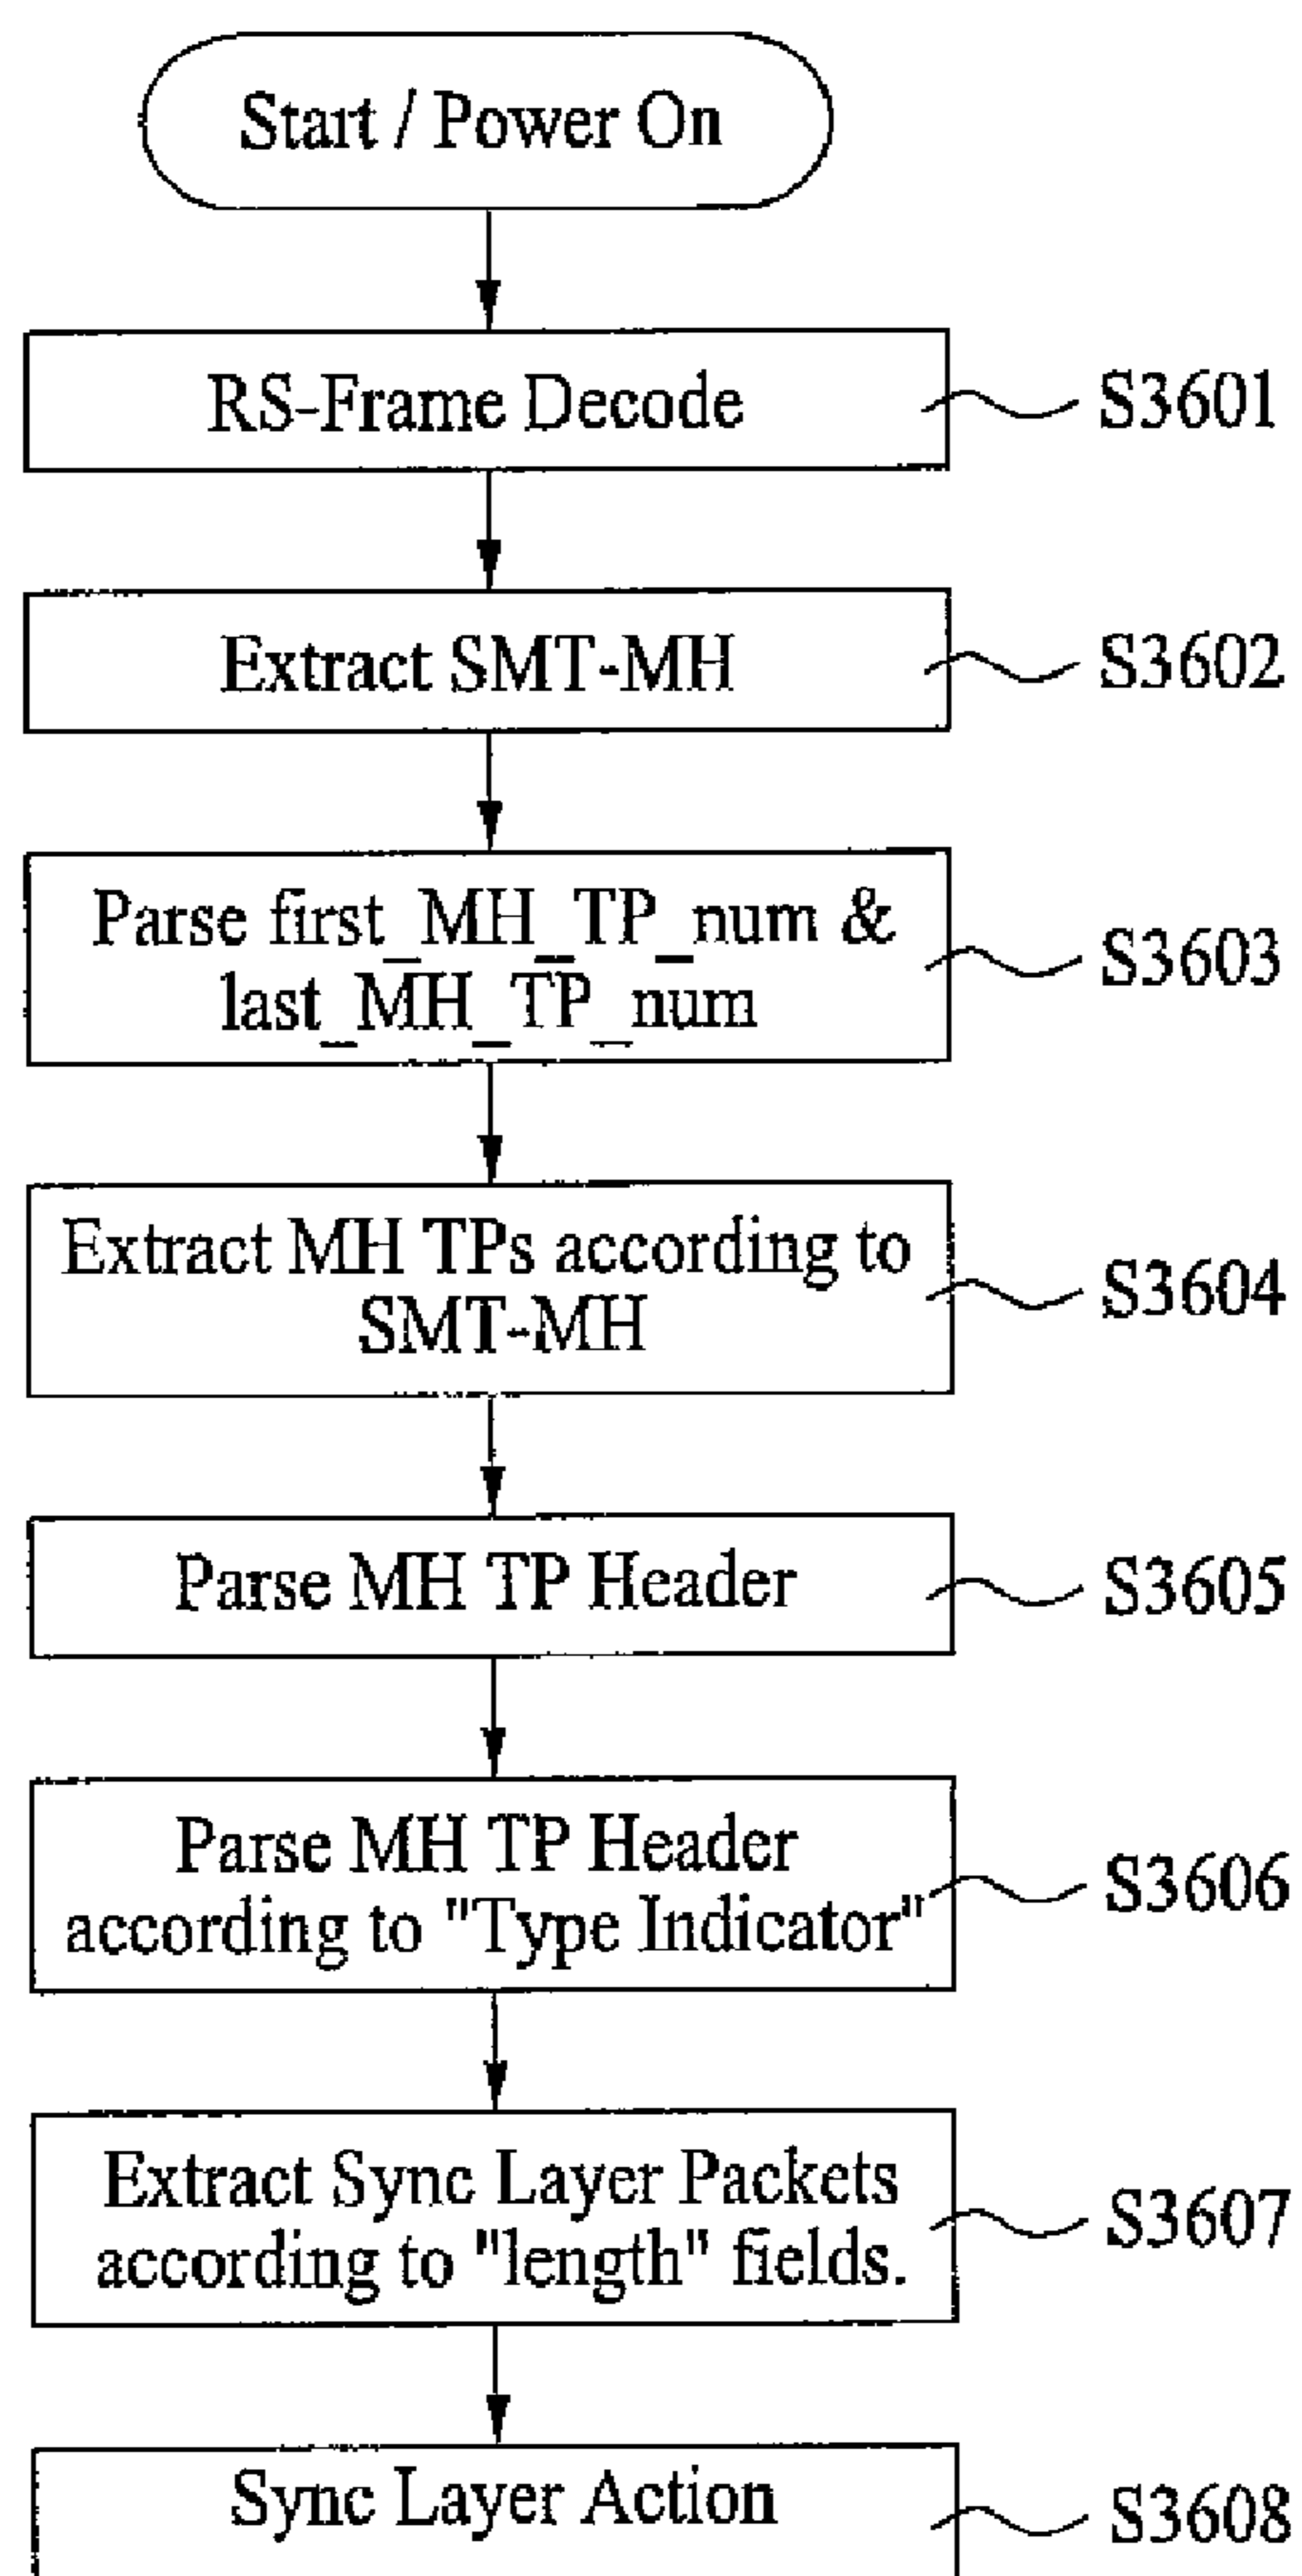 Start / Power On
RS-Frame Decode
S3601
Extract SMT-MH
S3602
Parse first_MH_TP_num &
last_MH_TP_num
S3603
Extract MH TPs according to
SMT-MH
S3604
Parse MH TP Header
S3605
Parse MH TP Header
according to "Type Indicator"
S3606
Extract Sync Layer Packets
according to "length" fields.
S3607
Sync Layer Action
S3608